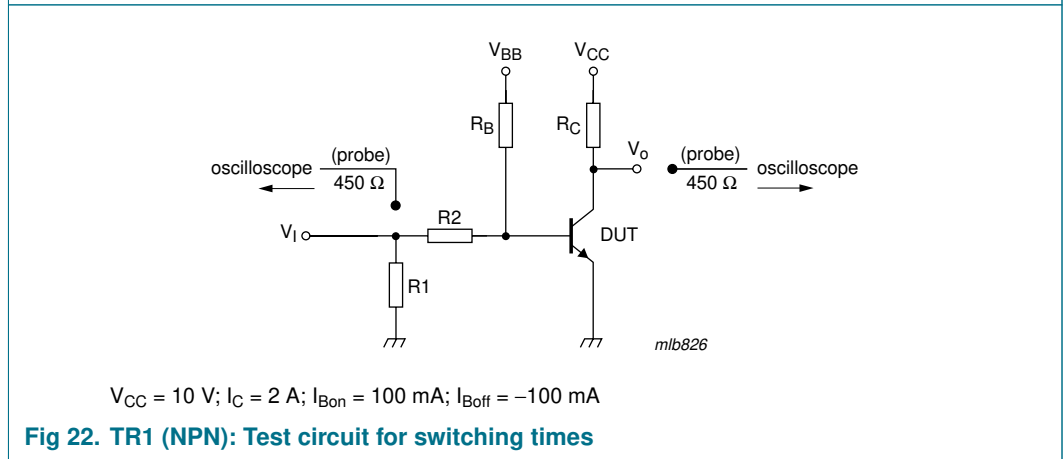 VBB VCC
RB RC
Vo
(probe) (probe)
oscilloscope oscilloscope
450 Ω 450 Ω
R2
VI DUT
R1
mlb826
VCC = 10 V; IC = 2 A; IBon = 100 mA; IBoff = −100 mA
Fig 22. TR1 (NPN): Test circuit for switching times